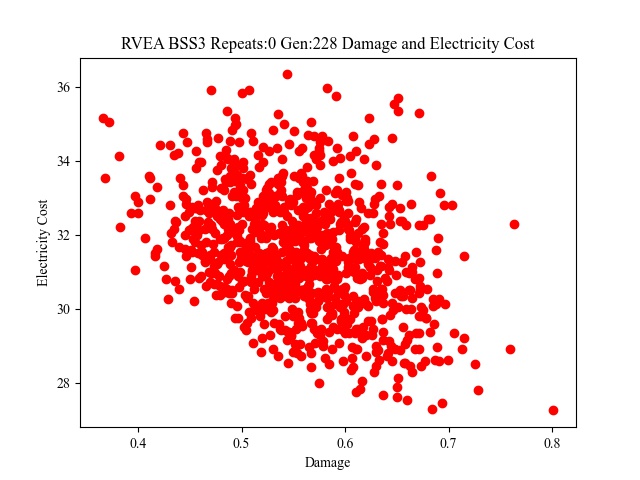 RVEA BSS3 Repeats:0 Gen:228 Damage and Electricity Cost
36
34
32
30
28
Electricity Cost
0.4 0.5 0.6 0.7 0.8
Damage